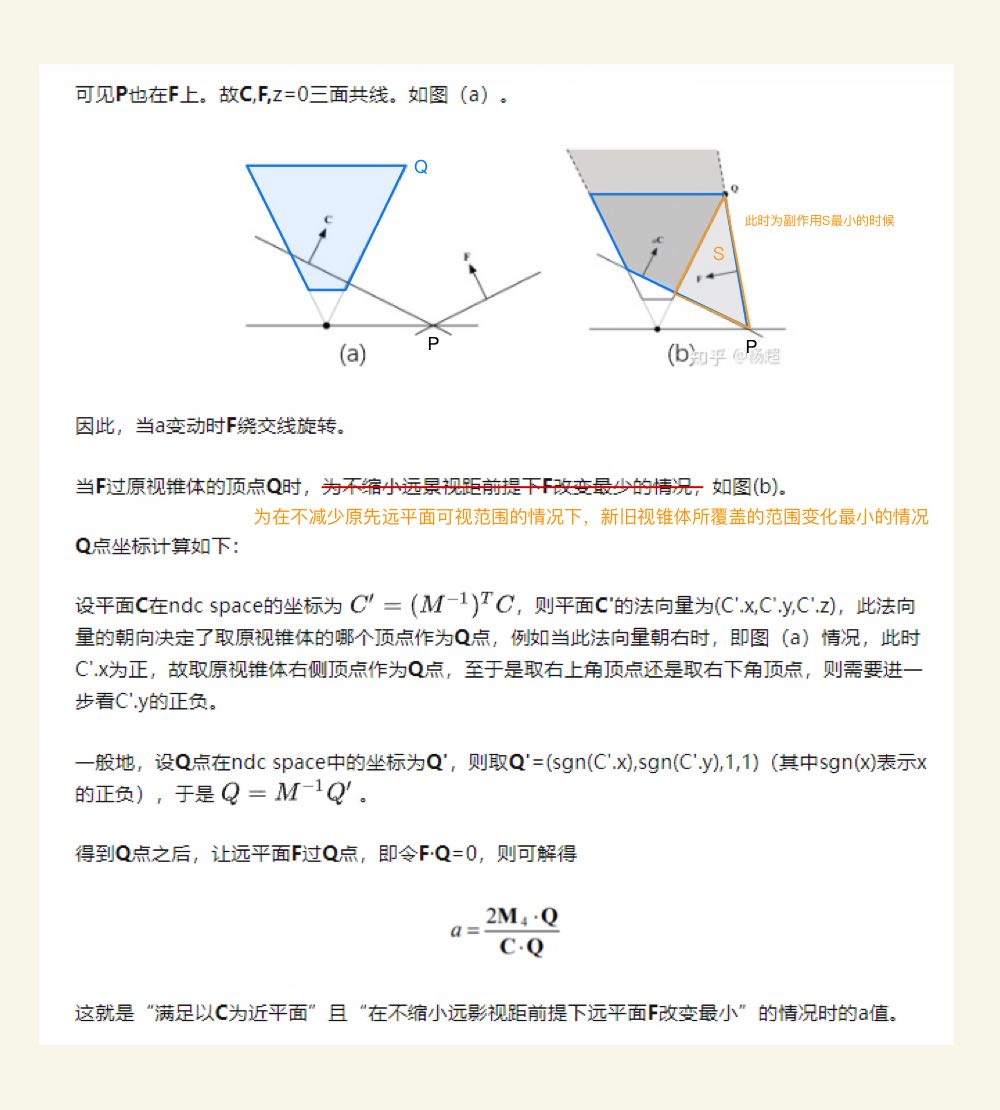 可见P也在F上。故C,F,z=0三面共线。如图（a）。
Q
C
F
P
(a)
Q
此时为副作用S最小的时候
C
S
F
P
(b)
知乎 @杨超
因此，当a变动时F绕交线旋转。
当F过原视锥体的顶点Q时，为不缩小远景视距前提下F改变最少的情况，如图(b)。
为在不减少原先远平面可视范围的情况下，新旧视锥体所覆盖的范围变化最小的情况
Q点坐标计算如下：
设平面C在ndc space的坐标为 C′ = (M⁻¹)ᵀC，则平面C'的法向量为(C'.x,C'.y,C'.z)，此法向
量的朝向决定了取原视锥体的哪个顶点作为Q点，例如当此法向量朝右时，即图（a）情况，此时
C'.x为正，故取原视锥体右侧顶点作为Q点，至于是取右上角顶点还是取右下角顶点，则需要进一
步看C'.y的正负。
一般地，设Q点在ndc space中的坐标为Q'，则取Q'=(sgn(C'.x),sgn(C'.y),1,1)（其中sgn(x)表示x
的正负），于是 Q = M⁻¹Q′ 。
得到Q点之后，让远平面F过Q点，即令F·Q=0，则可解得
a = 2M₄·Q / C·Q
这就是“满足以C为近平面”且“在不缩小远影视距前提下远平面F改变最小”的情况时的a值。